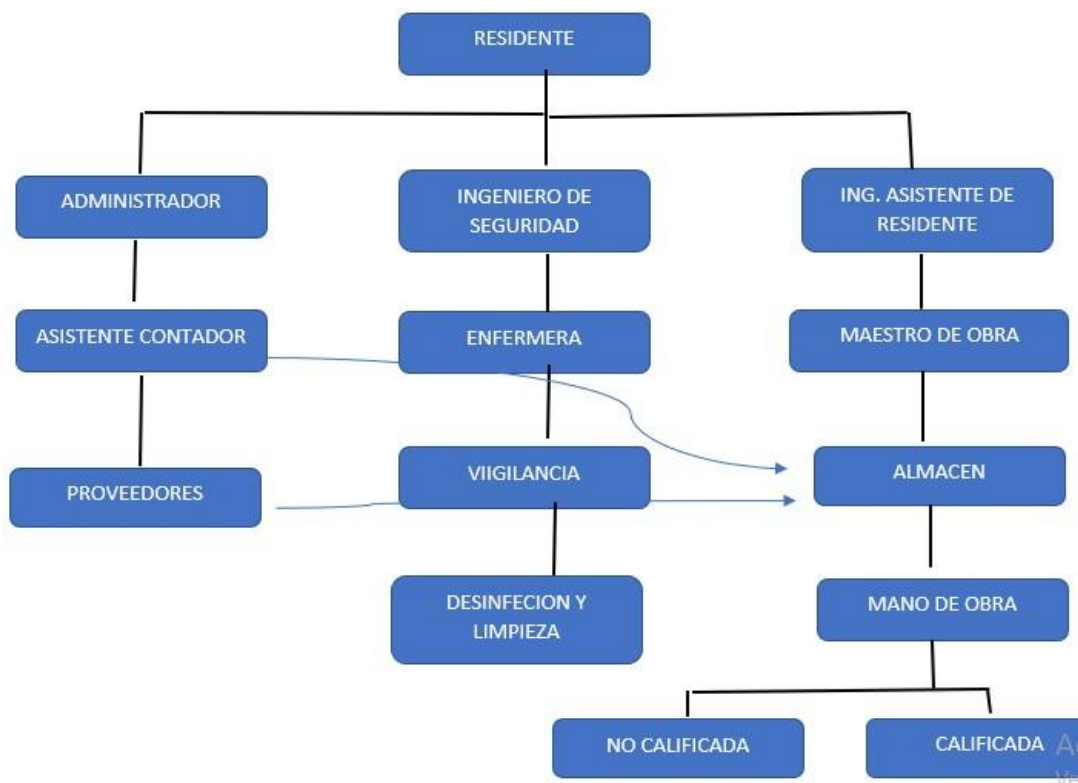 RESIDENTE
ADMINISTRADOR
INGENIERO DE
SEGURIDAD
ING. ASISTENTE DE
RESIDENTE
ASISTENTE CONTADOR
ENFERMERA
MAESTRO DE OBRA
PROVEEDORES
VIIGILANCIA
ALMACEN
DESINFECION Y
LIMPIEZA
MANO DE OBRA
NO CALIFICADA
CALIFICADA